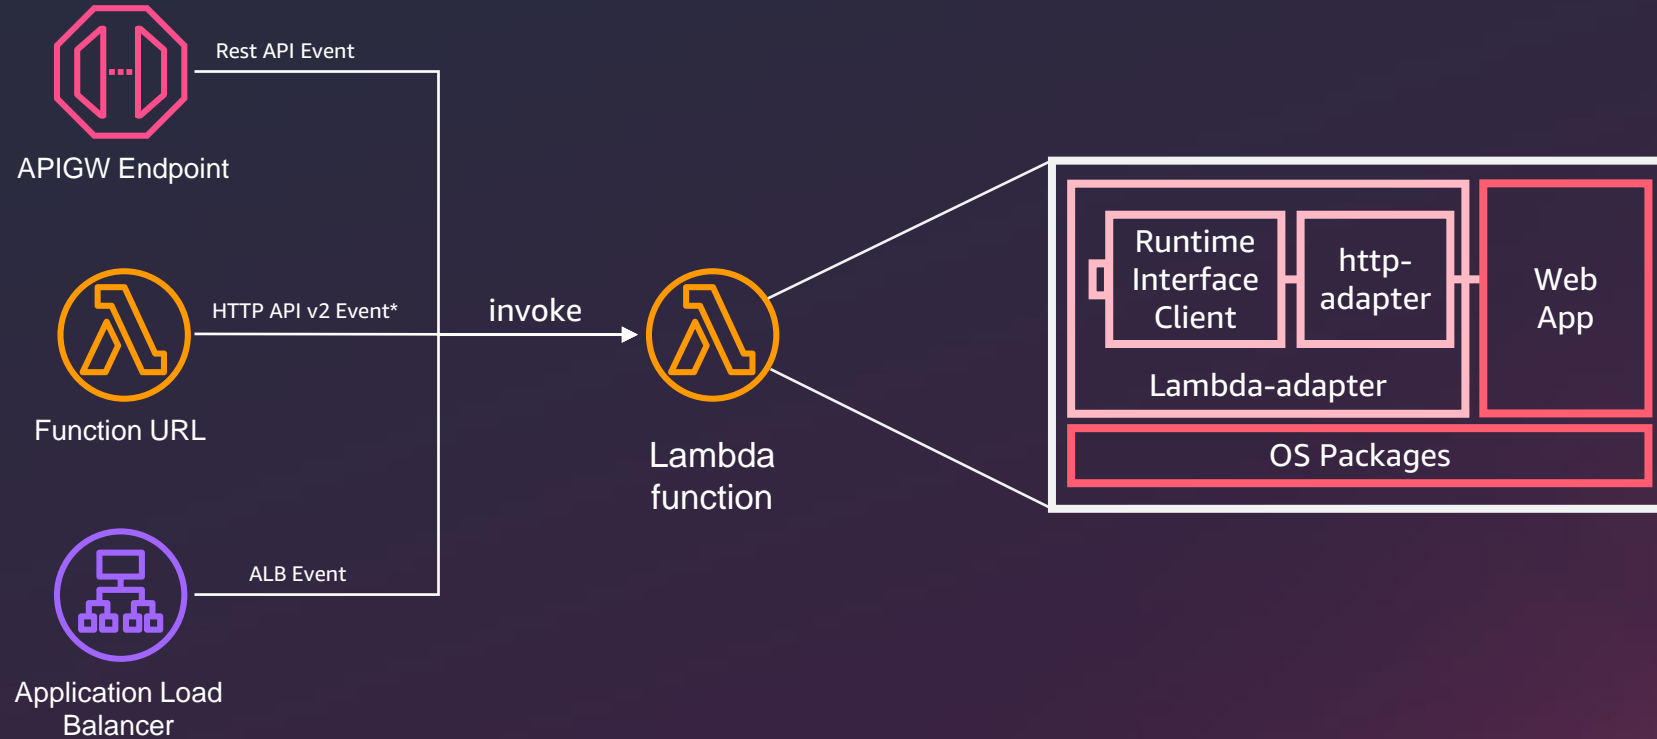 Rest API Event
APIGW Endpoint
HTTP API v2 Event*
Function URL
ALB Event
Application Load
Balancer
invoke
Lambda
function
Runtime
Interface
Client
http-
adapter
Lambda-adapter
Web
App
OS Packages